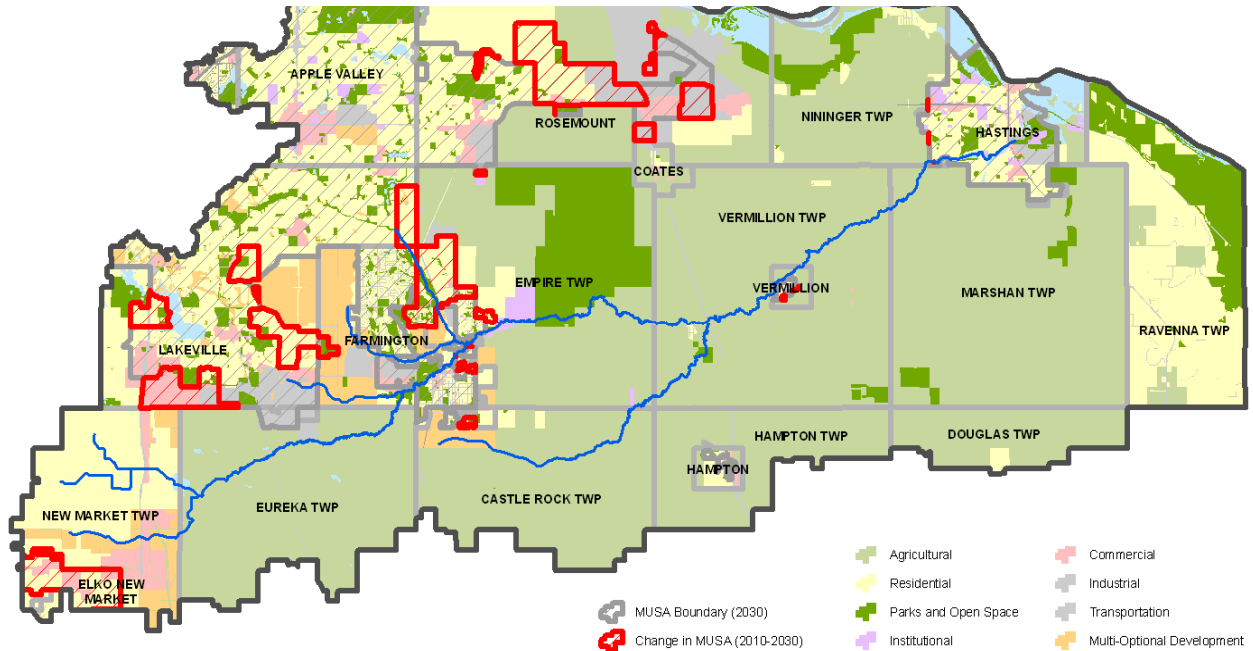 APPLE VALLEY
ROSEMOUNT
NININGER TWP
HASTINGS
COATES
VERMILLION TWP
EMPIRE TWP
VERMILLION
MARSHAN TWP
RAVENNA TWP
LAKEVILLE
FARMINGTON
HAMPTON TWP
DOUGLAS TWP
HAMPTON
CASTLE ROCK TWP
EUREKA TWP
NEW MARKET TWP
ELKO NEW
MARKET
MUSA Boundary (2030)
Change in MUSA (2010-2030)
Agricultural
Residential
Parks and Open Space
Institutional
Commercial
Industrial
Transportation
Multi-Optional Development